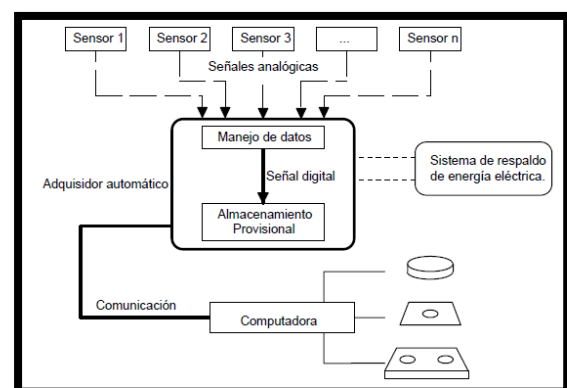 Sensor 1
Sensor 2
Sensor 3
...
Sensor n
Señales analógicas
Manejo de datos
Señal digital
Adquisidor automático
Almacenamiento
Provisional
Sistema de respaldo
de energía eléctrica.
Comunicación
Computadora